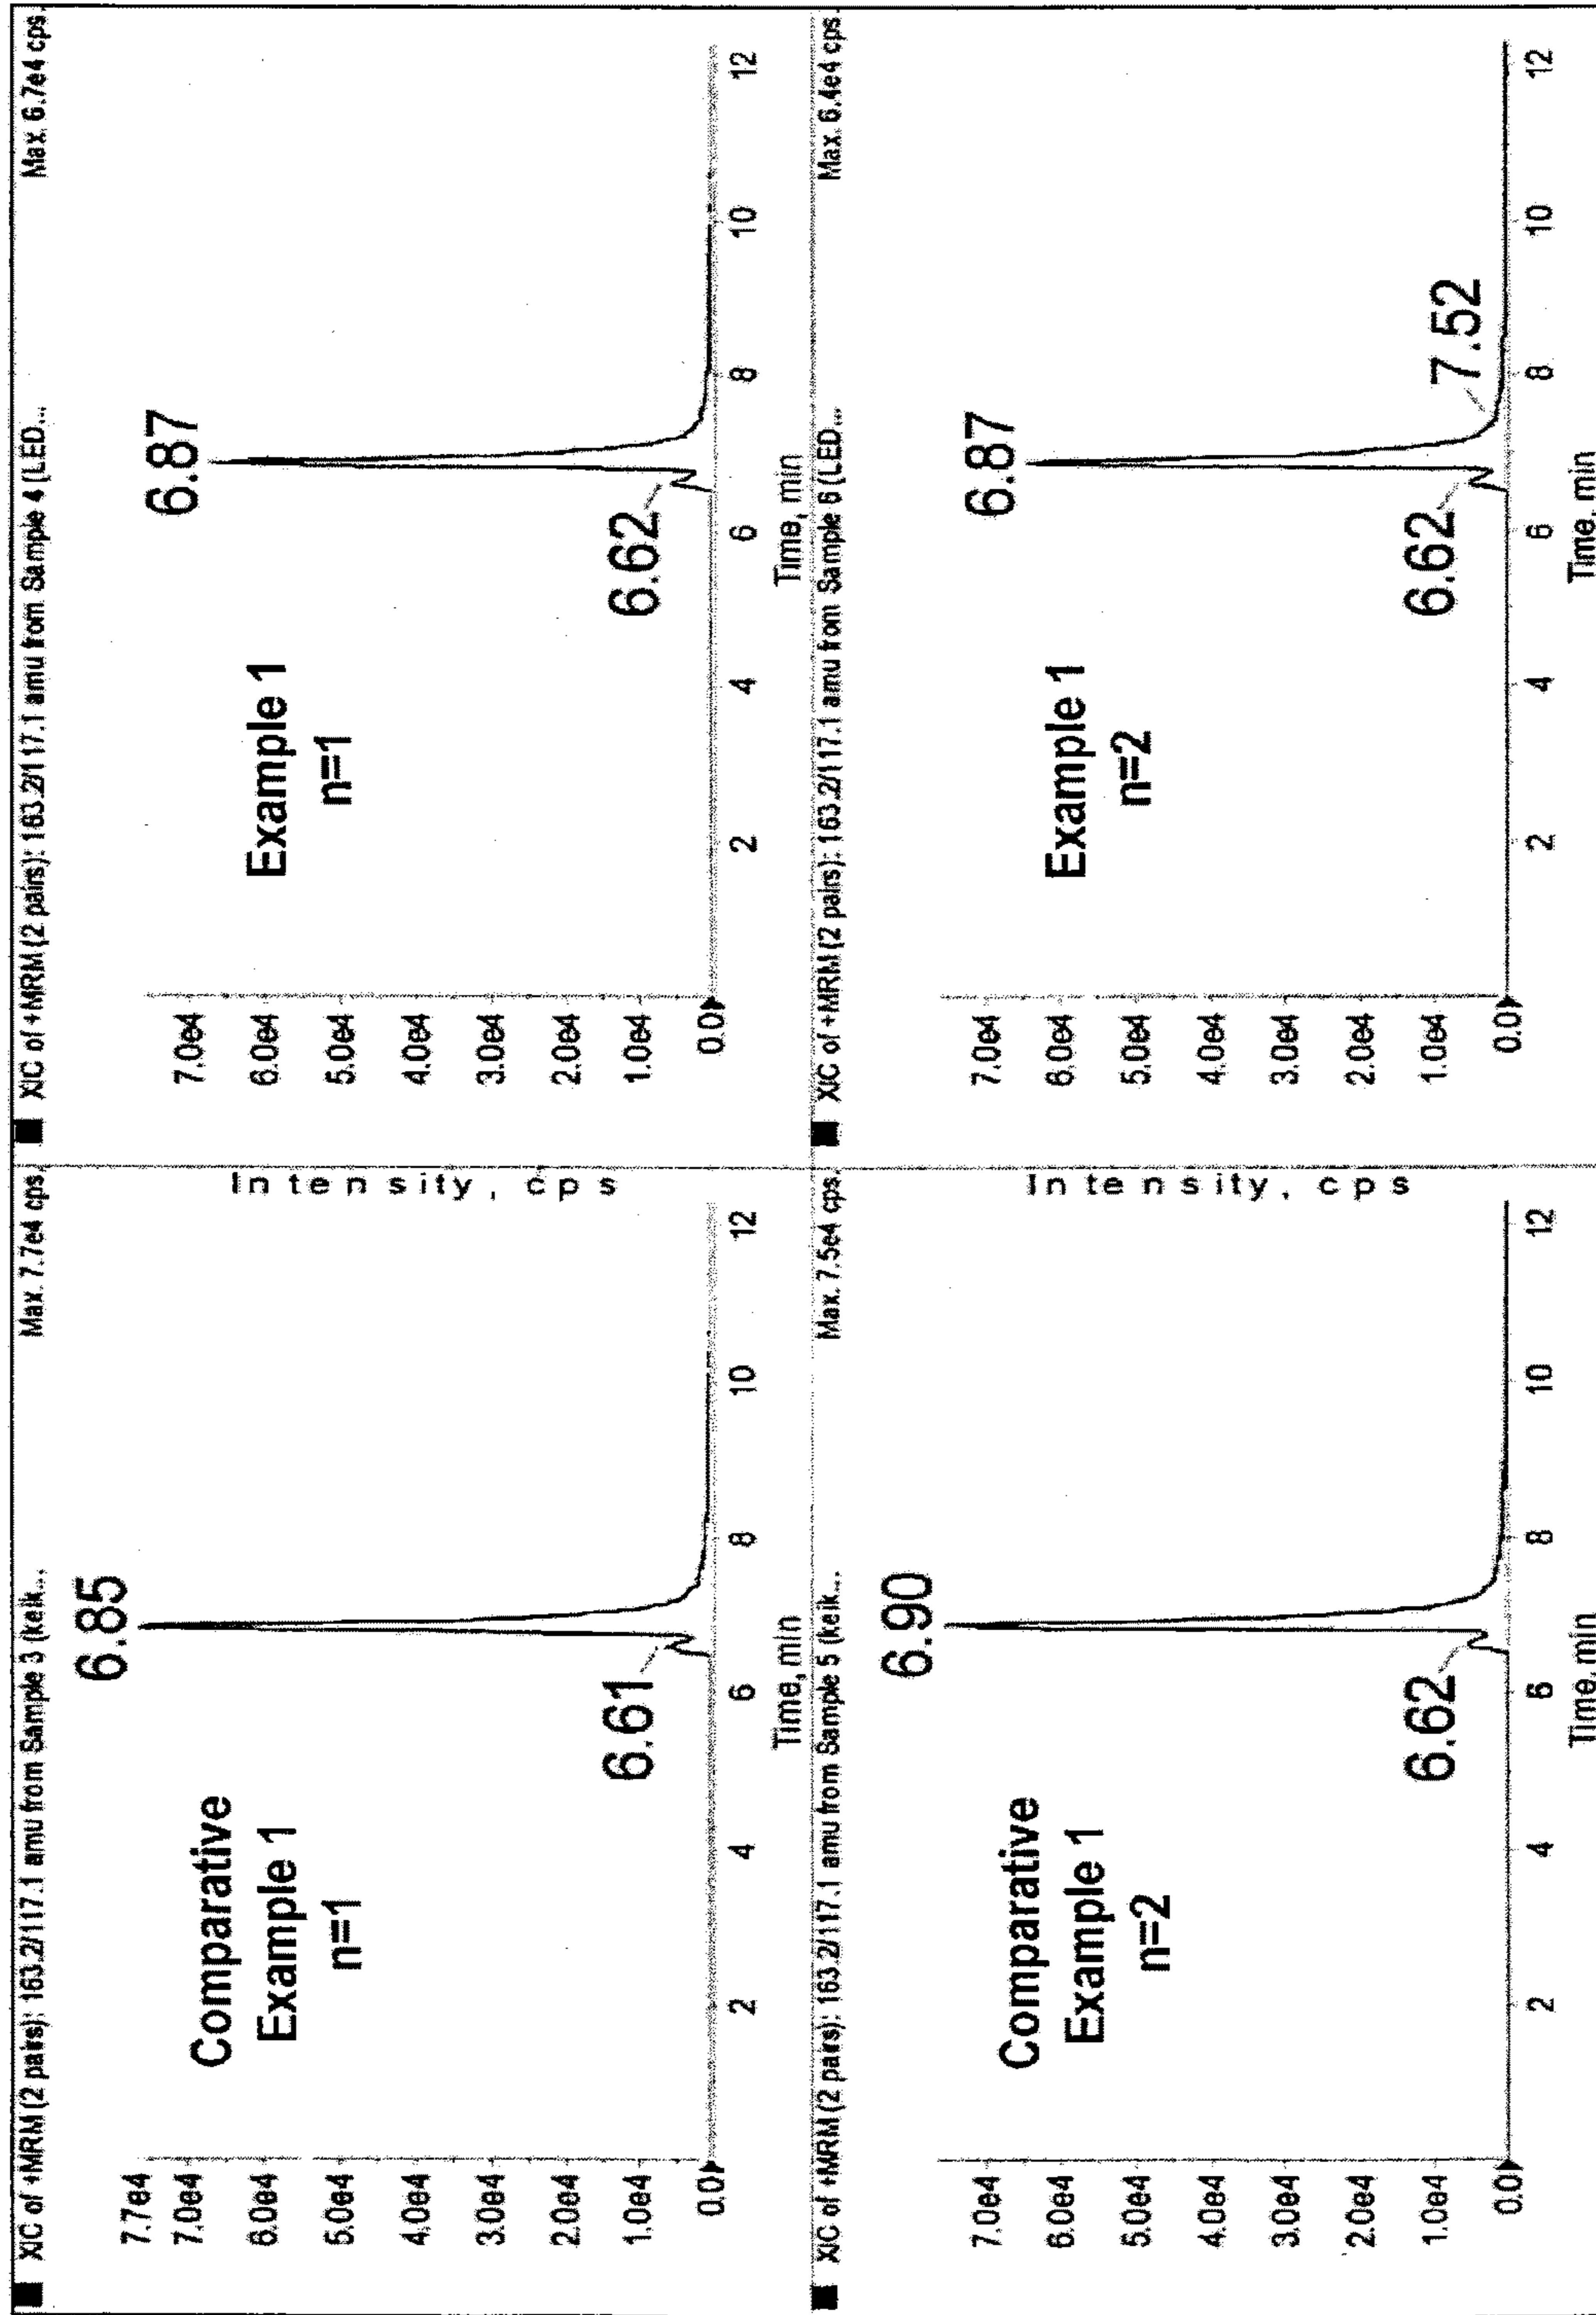 XIC of +MRM (2 pairs): 163.2/117.1 amu from Sample 3 (keik...
Max. 7.7e4 cps.
7.7e4
7.0e4
6.0e4
5.0e4
4.0e4
3.0e4
2.0e4
1.0e4
0.0
Comparative
Example 1
n=1
6.85
6.61
2
4
6
8
10
12
Time, min
XIC of +MRM (2 pairs): 163.2/117.1 amu from Sample 4 (LED...
Max. 6.7e4 cps.
Intensity, cps
7.0e4
6.0e4
5.0e4
4.0e4
3.0e4
2.0e4
1.0e4
0.0
Example 1
n=1
6.87
6.62
2
4
6
8
10
12
Time, min
XIC of +MRM (2 pairs): 163.2/117.1 amu from Sample 5 (keik...
Max. 7.5e4 cps.
7.0e4
6.0e4
5.0e4
4.0e4
3.0e4
2.0e4
1.0e4
0.0
Comparative
Example 1
n=2
6.90
6.62
2
4
6
8
10
12
Time, min
XIC of +MRM (2 pairs): 163.2/117.1 amu from Sample 6 (LED...
Max. 6.4e4 cps.
Intensity, cps
7.0e4
6.0e4
5.0e4
4.0e4
3.0e4
2.0e4
1.0e4
0.0
Example 1
n=2
6.87
6.62
7.52
2
4
6
8
10
12
Time, min